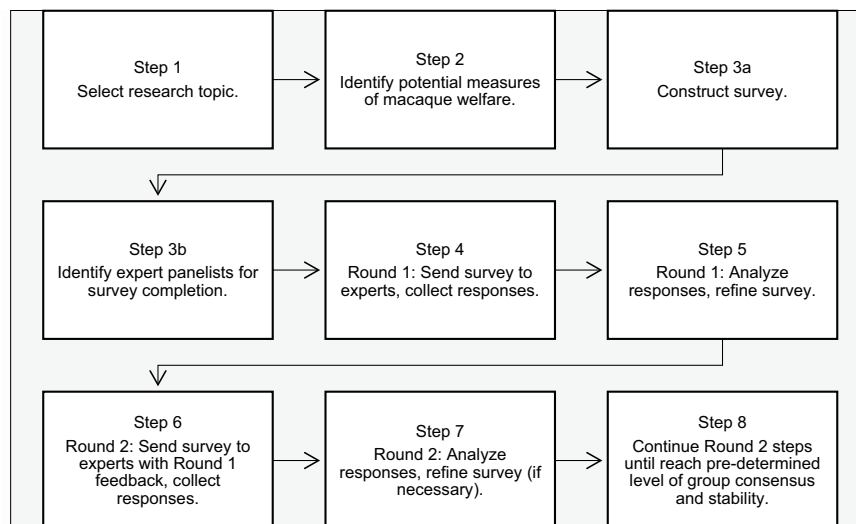 Step 1
Select research topic.
Step 2
Identify potential measures
of macaque welfare.
Step 3a
Construct survey.
Step 3b
Identify expert panelists for
survey completion.
Step 4
Round 1: Send survey to
experts, collect responses.
Step 5
Round 1: Analyze
responses, refine survey.
Step 6
Round 2: Send survey to
experts with Round 1
feedback, collect
responses.
Step 7
Round 2: Analyze
responses, refine survey (if
necessary).
Step 8
Continue Round 2 steps
until reach pre-determined
level of group consensus
and stability.